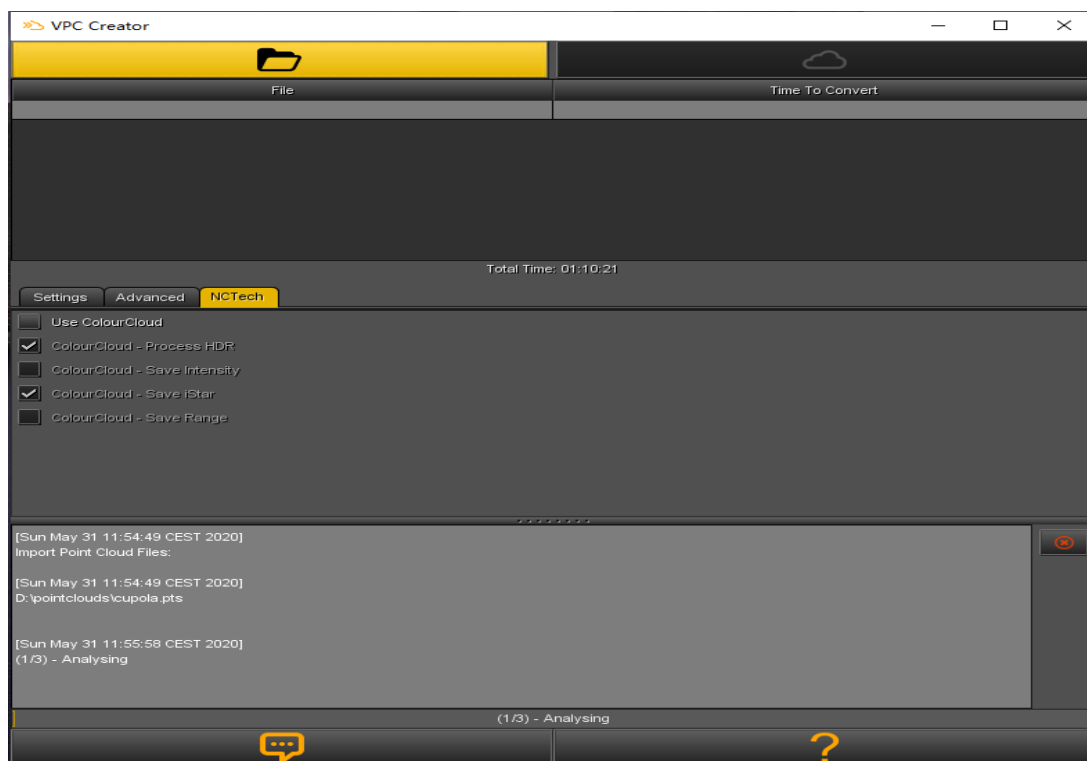 VPC Creator
File
Time To Convert
Total Time: 01:10:21
Settings
Advanced
NCTech
Use ColourCloud
ColourCloud - Process HDR
ColourCloud - Save Intensity
ColourCloud - Save iStar
ColourCloud - Save Range
[Sun May 31 11:54:49 CEST 2020]
Import Point Cloud Files:
[Sun May 31 11:54:49 CEST 2020]
D:\pointclouds\cupola.pts
[Sun May 31 11:55:58 CEST 2020]
(1/3) - Analysing
(1/3) - Analysing
?